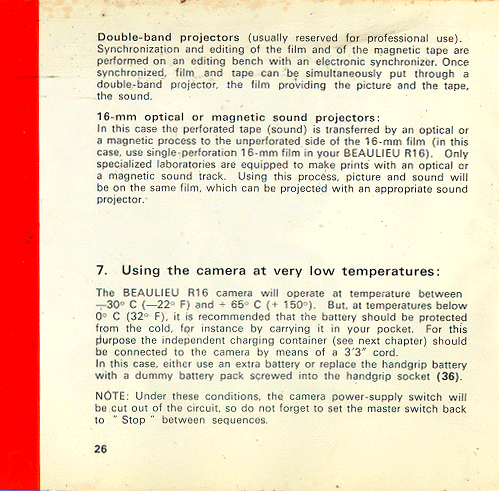 Double-band projectors (usually reserved for professional use).
Synchronization and editing of the film and of the magnetic tape are
performed on an editing bench with an electronic synchronizer. Once
synchronized, film and tape can be simultaneously put through a
double-band projector, the film providing the picture and the tape,
the sound.
16-mm optical or magnetic sound projectors:
In this case the perforated tape (sound) is transferred by an optical or
a magnetic process to the unperforated side of the 16-mm film (in this
case, use single-perforation 16-mm film in your BEAULIEU R16). Only
specialized laboratories are equipped to make prints with an optical or
a magnetic sound track. Using this process, picture and sound will
be on the same film, which can be projected with an appropriate sound
projector.
7. Using the camera at very low temperatures:
The BEAULIEU R16 camera will operate at temperature between
—30° C (—22° F) and + 65° C (+ 150°). But, at temperatures below
0° C (32° F), it is recommended that the battery should be protected
from the cold, for instance by carrying it in your pocket. For this
purpose the independent charging container (see next chapter) should
be connected to the camera by means of a 3'3" cord.
In this case, either use an extra battery or replace the handgrip battery
with a dummy battery pack screwed into the handgrip socket (36).
NOTE: Under these conditions, the camera power-supply switch will
be cut out of the circuit, so do not forget to set the master switch back
to " Stop " between sequences.
26